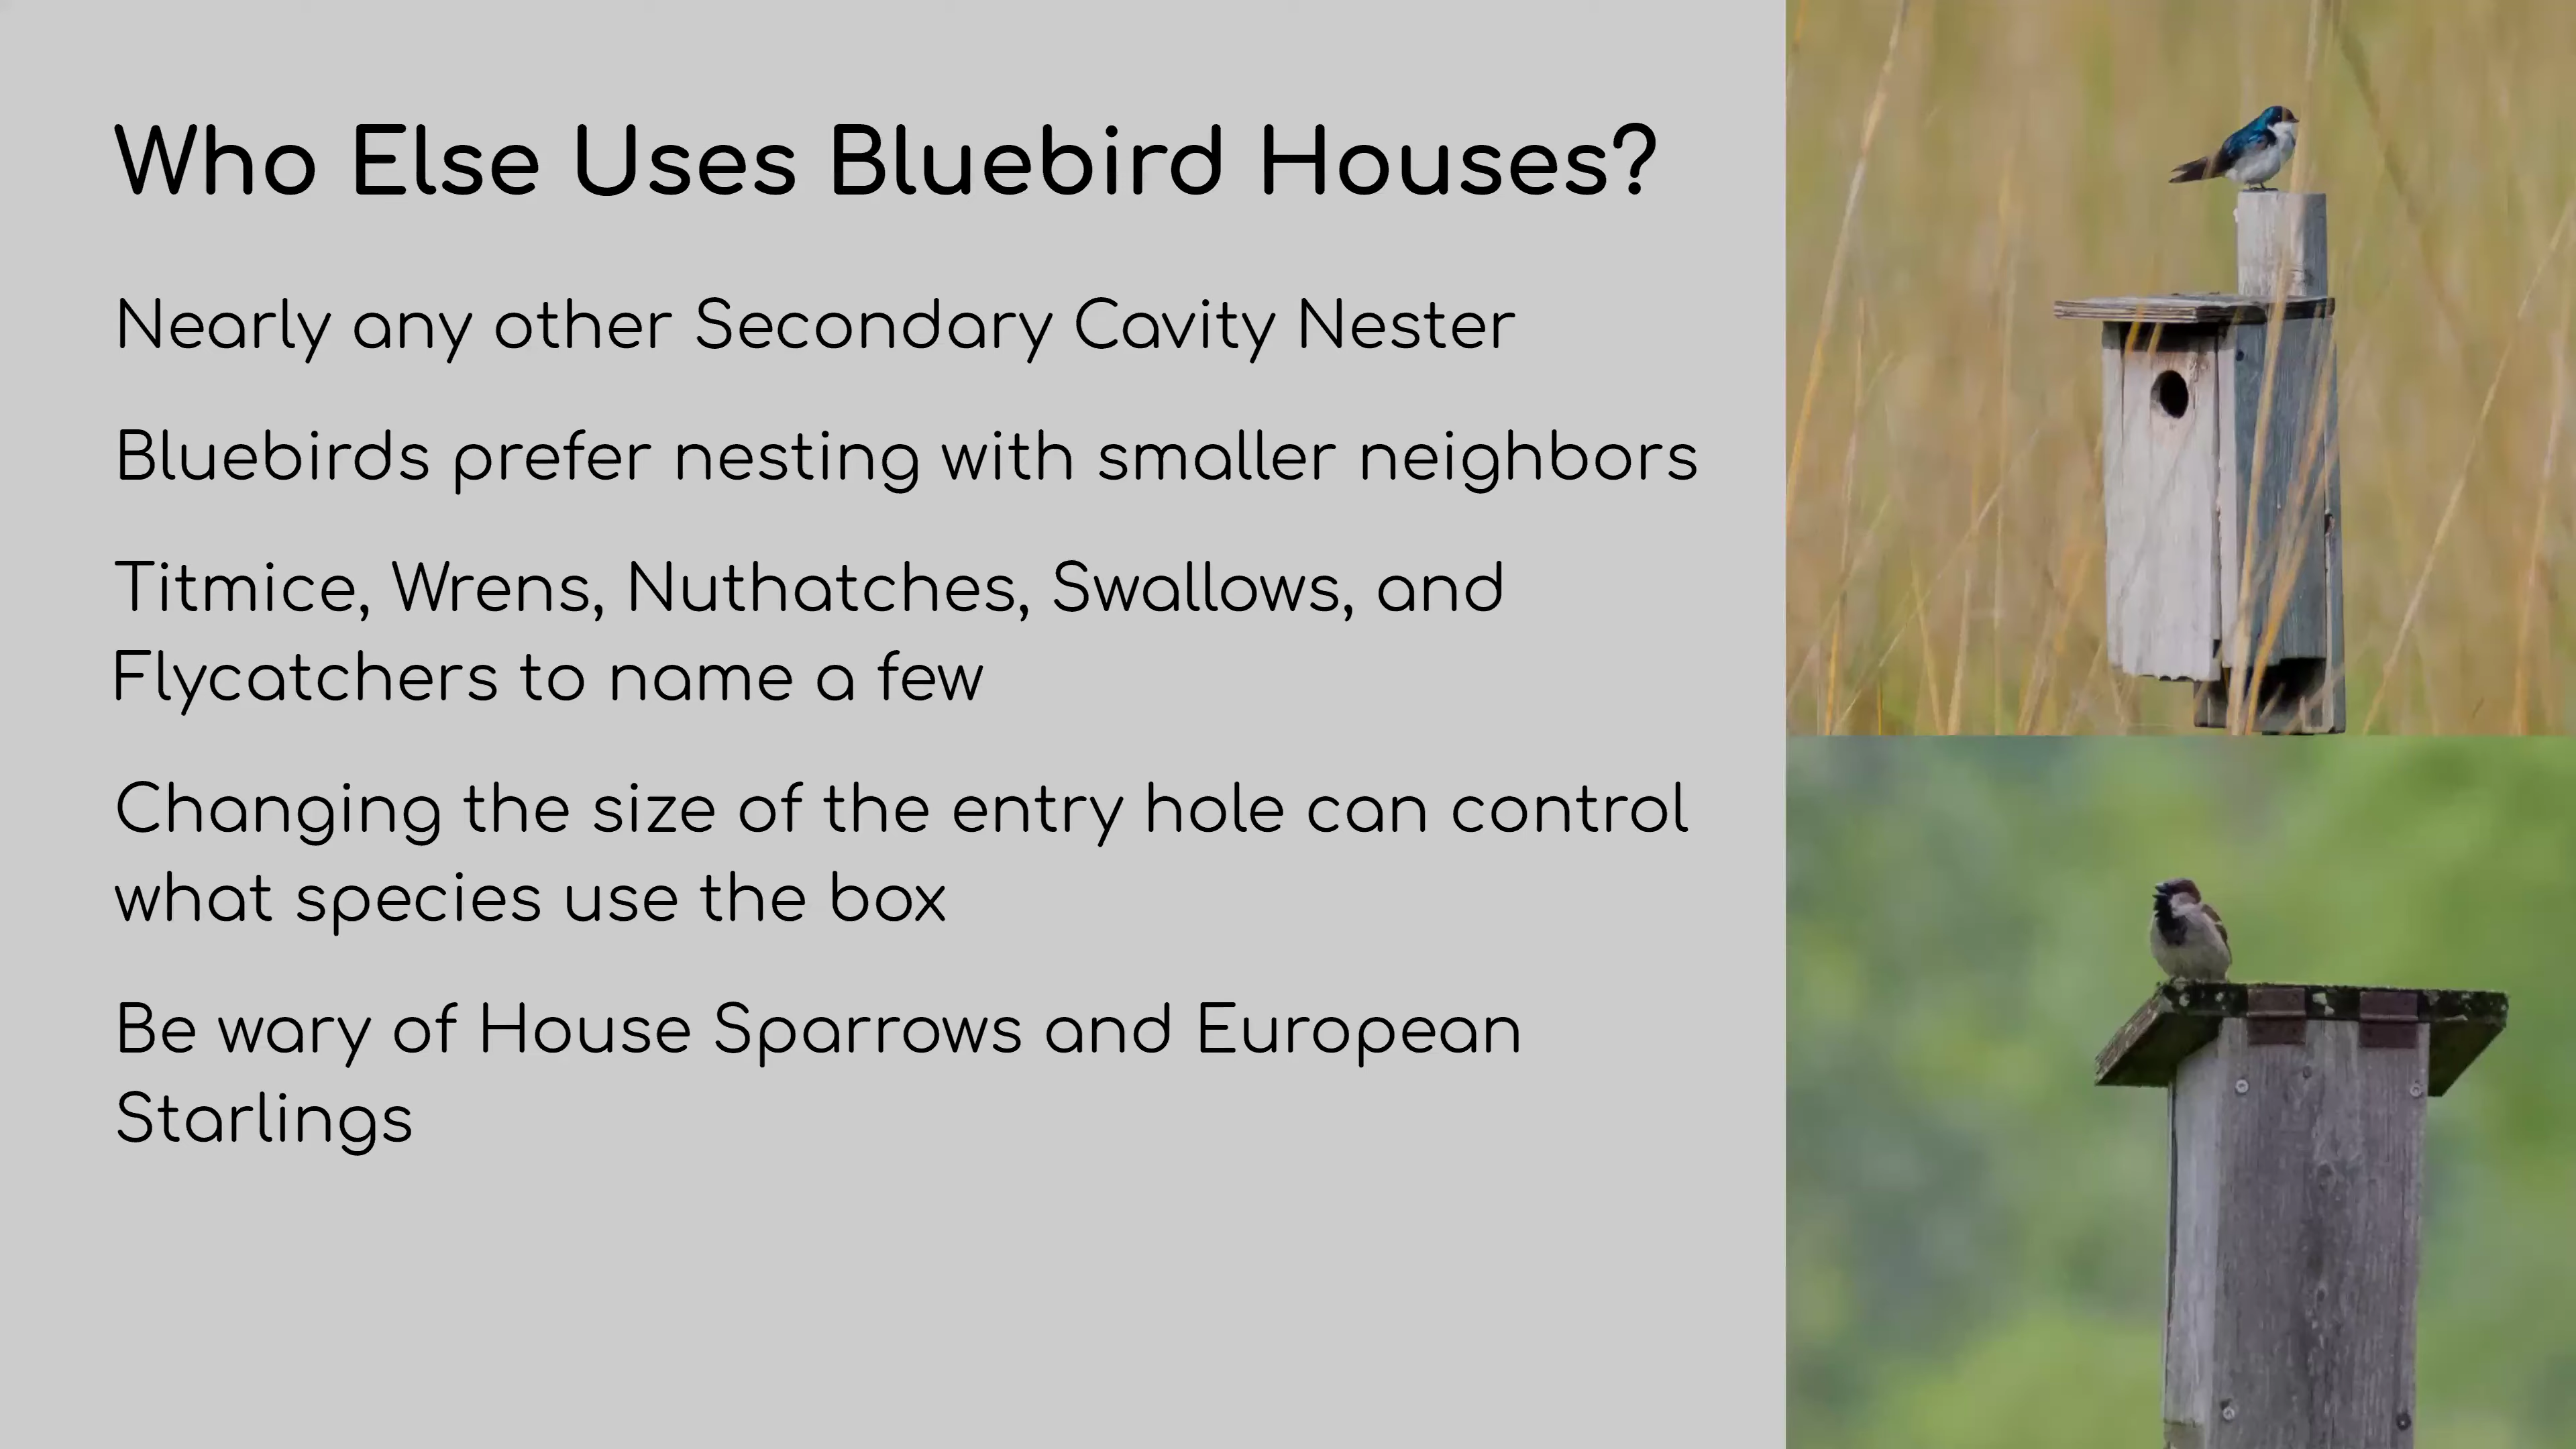 Who Else Uses Bluebird Houses?
Nearly any other Secondary Cavity Nester
Bluebirds prefer nesting with smaller neighbors
Titmice, Wrens, Nuthatches, Swallows, and
Flycatchers to name a few
Changing the size of the entry hole can control
what species use the box
Be wary of House Sparrows and European
Starlings